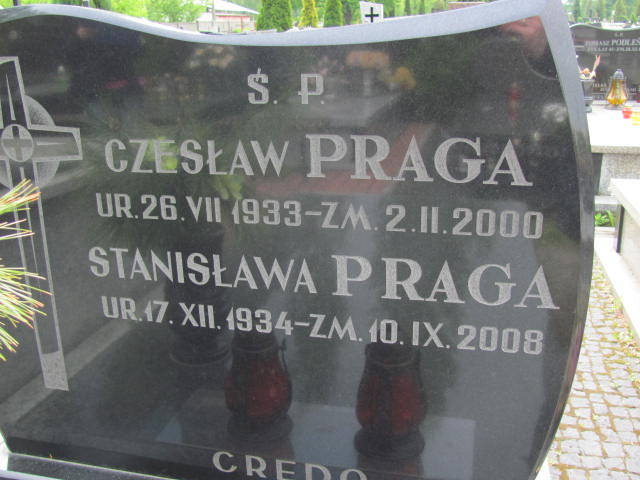 Ś. P.
CZESŁAW PRAGA
UR. 26. VII 1933-ZM. 2. II. 2000
STANISŁAWA PRAGA
UR. 17. XII. 1934-ZM. 10. IX. 2008
CREDO